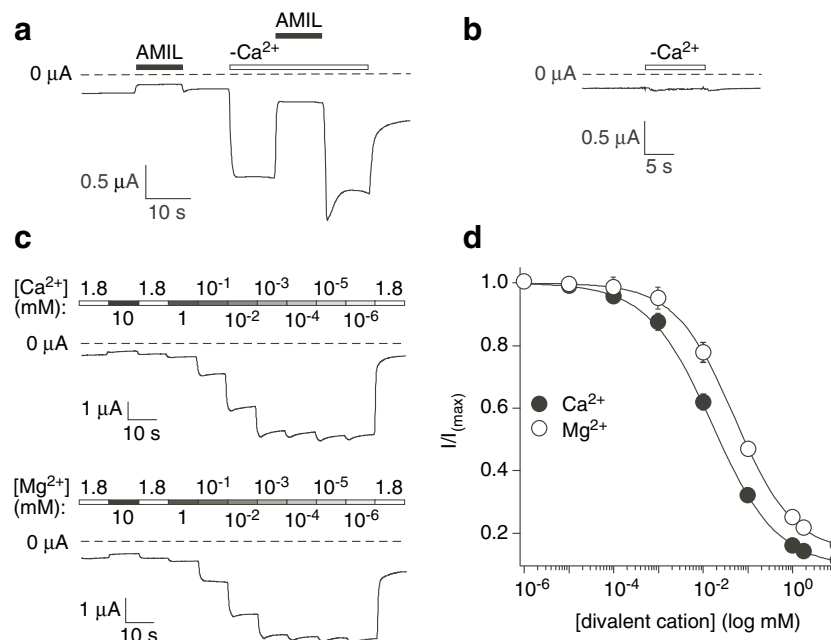 a
AMIL
AMIL
-Ca²⁺
0 μA
0.5 μA
10 s
b
-Ca²⁺
0 μA
0.5 μA
5 s
c
[Ca²⁺]
(mM):
1.8 1.8 10⁻¹ 10⁻³ 10⁻⁵ 1.8
10 1 10⁻² 10⁻⁴ 10⁻⁶
0 μA
1 μA
10 s
[Mg²⁺]
(mM):
1.8 1.8 10⁻¹ 10⁻³ 10⁻⁵ 1.8
10 1 10⁻² 10⁻⁴ 10⁻⁶
0 μA
1 μA
10 s
d
I/I(max)
1.0
0.8
0.6
0.4
0.2
Ca²⁺
Mg²⁺
10⁻⁶ 10⁻⁴ 10⁻² 10⁰
[divalent cation] (log mM)